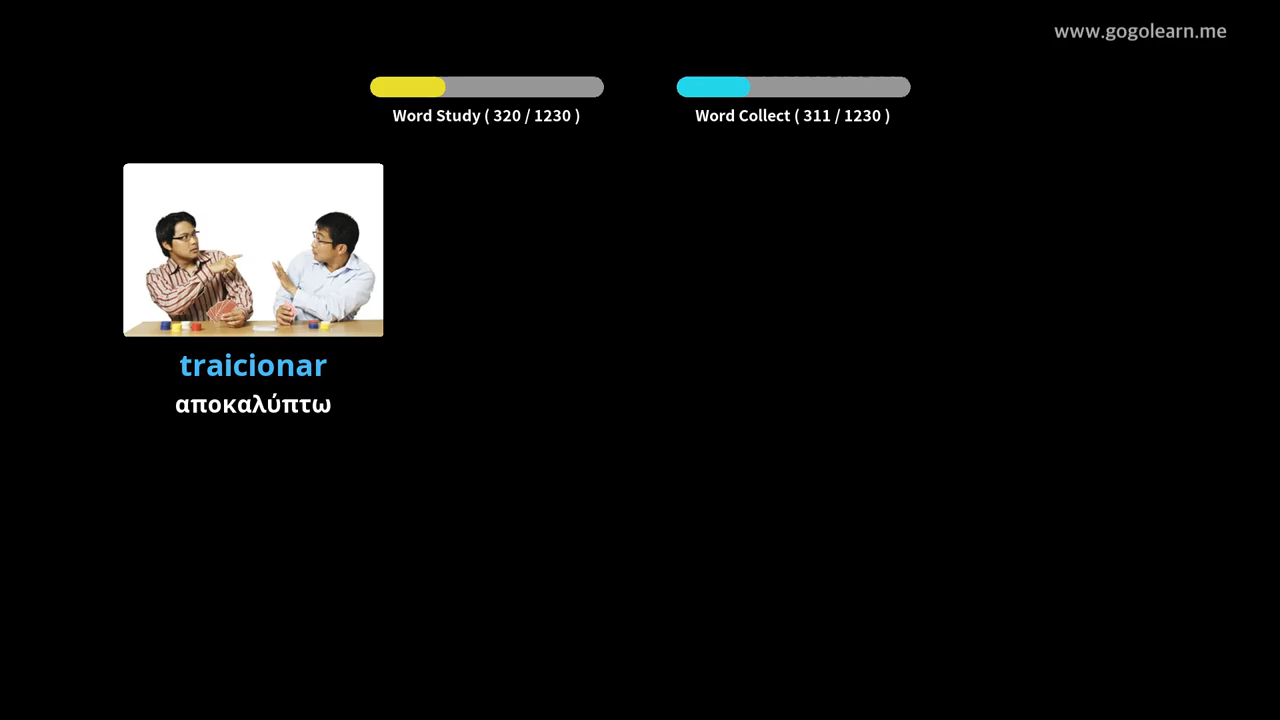 www.gogolearn.me
Word Study ( 320 / 1230 )
Word Collect ( 311 / 1230 )
traicionar
αποκαλύπτω